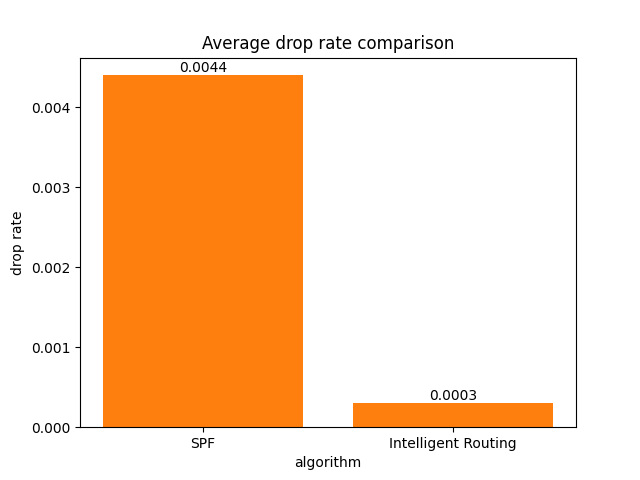 Average drop rate comparison
0.0044
0.004
0.003
0.002
0.001
0.000
drop rate
0.0003
SPF
Intelligent Routing
algorithm